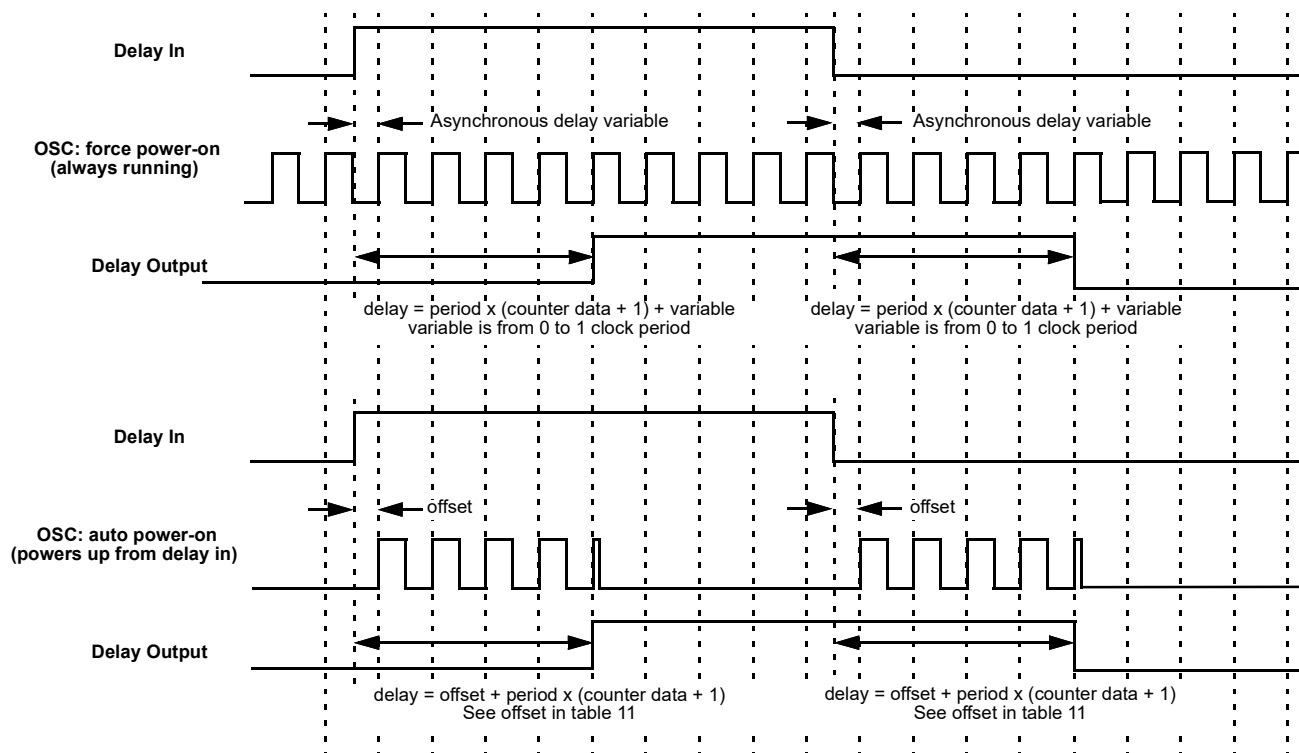 Delay In
Asynchronous delay variable
Asynchronous delay variable
OSC: force power-on
(always running)
Delay Output
delay = period x (counter data + 1) + variable
variable is from 0 to 1 clock period
delay = period x (counter data + 1) + variable
variable is from 0 to 1 clock period
Delay In
offset
offset
OSC: auto power-on
(powers up from delay in)
Delay Output
delay = offset + period x (counter data + 1)
See offset in table 11
delay = offset + period x (counter data + 1)
See offset in table 11